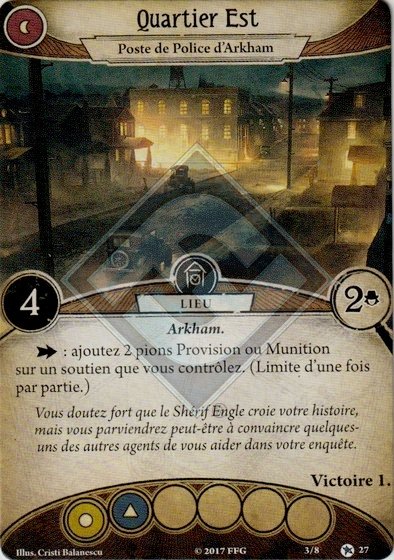 Quartier Est
Poste de Police d'Arkham
4
LIEU
2
Arkham.
: ajoutez 2 pions Provision ou Munition
sur un soutien que vous contrôlez. (Limite d'une fois
par partie.)
Vous doutez fort que le Shérif Engle croie votre histoire,
mais vous parviendrez peut-être à convaincre quelques-
uns des autres agents de vous aider dans votre enquête.
Victoire 1.
Illus. Cristi Balanescu
© 2017 FFG
3/8
27